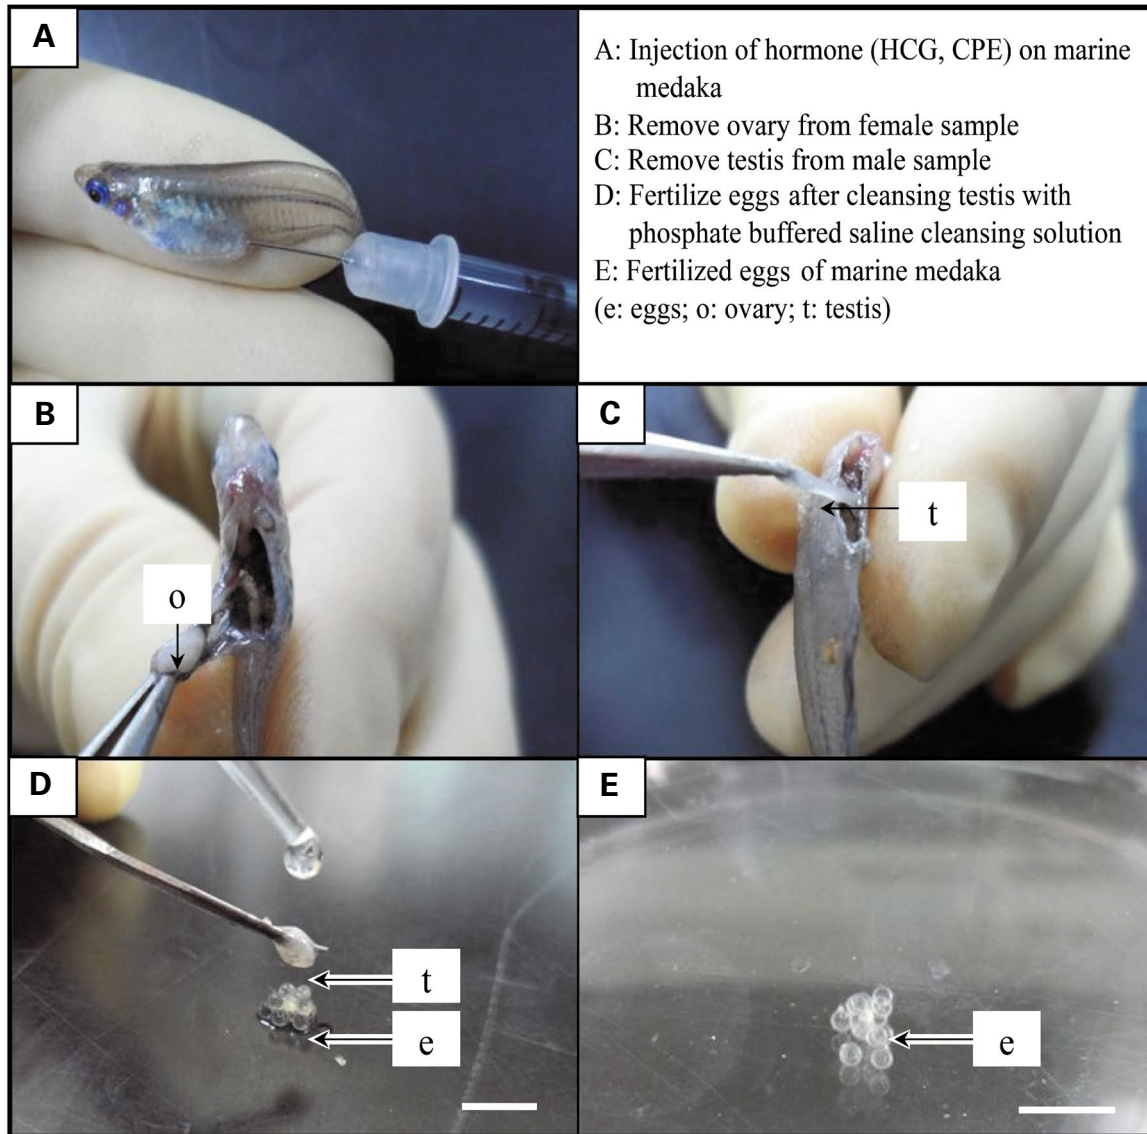 A
A: Injection of hormone (HCG, CPE) on marine
medaka
B: Remove ovary from female sample
C: Remove testis from male sample
D: Fertilize eggs after cleansing testis with
phosphate buffered saline cleansing solution
E: Fertilized eggs of marine medaka
(e: eggs; o: ovary; t: testis)
B
o
C
t
D
t
e
E
e